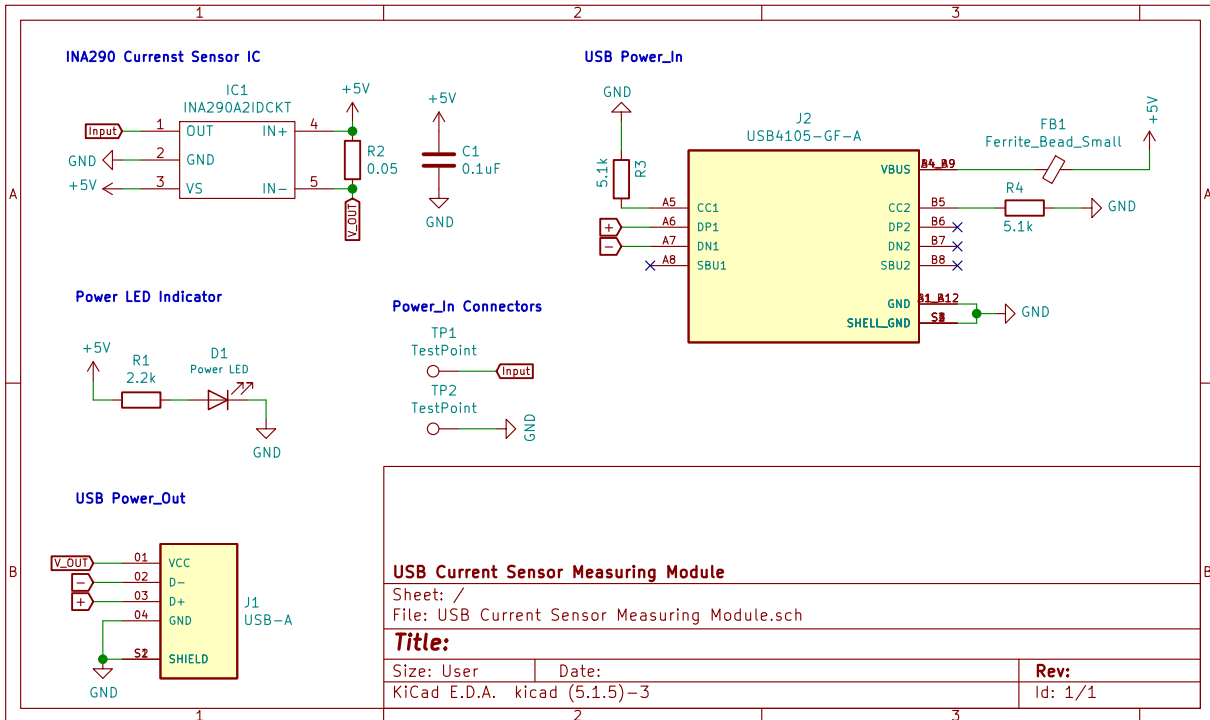 1 2 3
INA290 Currenst Sensor IC
IC1
INA290A2IDCKT
Input 1 OUT IN+ 4
GND 2 GND
+5V 3 VS IN- 5
+5V
R2
0.05
V_OUT
+5V
C1
0.1uF
GND
USB Power_In
GND
5.1k
R3
J2
USB4105-GF-A
A5 CC1
+ A6 DP1
- A7 DN1
A8 SBU1
VBUS
CC2 B5
DP2 B6
DN2 B7
SBU2 B8
GND
SHELL_GND
FB1
Ferrite_Bead_Small
+5V
R4
5.1k
GND
GND
A A
Power LED Indicator
+5V
R1
2.2k
D1
Power LED
GND
Power_In Connectors
TP1
TestPoint
Input
TP2
TestPoint
GND
USB Power_Out
V_OUT 01 VCC
- 02 D-
+ 03 D+
04 GND
SHIELD
J1
USB-A
GND
B B
USB Current Sensor Measuring Module
Sheet: /
File: USB Current Sensor Measuring Module.sch
Title:
Size: User Date: Rev:
KiCad E.D.A. kicad (5.1.5)-3 Id: 1/1
1 2 3